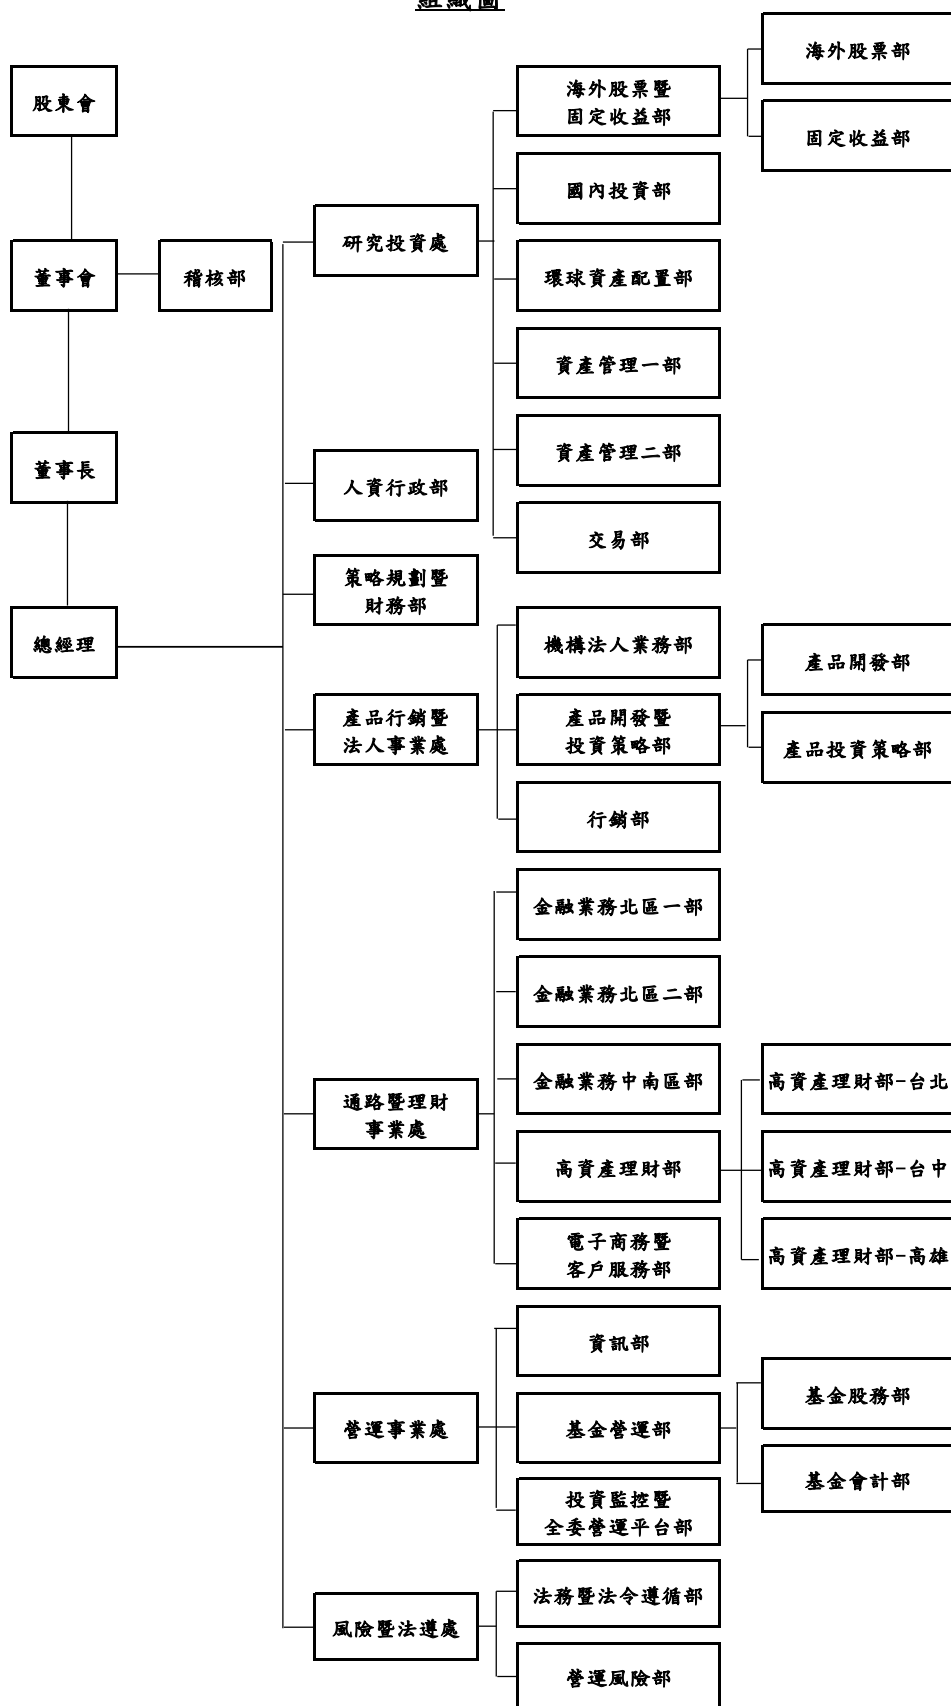 組織圖
股東會
董事會
稽核部
董事長
總經理
研究投資處
海外股票暨
固定收益部
海外股票部
固定收益部
國內投資部
環球資產配置部
資產管理一部
資產管理二部
交易部
人資行政部
策略規劃暨
財務部
產品行銷暨
法人事業處
機構法人業務部
產品開發暨
投資策略部
產品開發部
產品投資策略部
行銷部
通路暨理財
事業處
金融業務北區一部
金融業務北區二部
金融業務中南區部
高資產理財部
高資產理財部-台北
高資產理財部-台中
高資產理財部-高雄
電子商務暨
客戶服務部
營運事業處
資訊部
基金營運部
基金股務部
基金會計部
投資監控暨
全委營運平台部
風險暨法遵處
法務暨法令遵循部
營運風險部